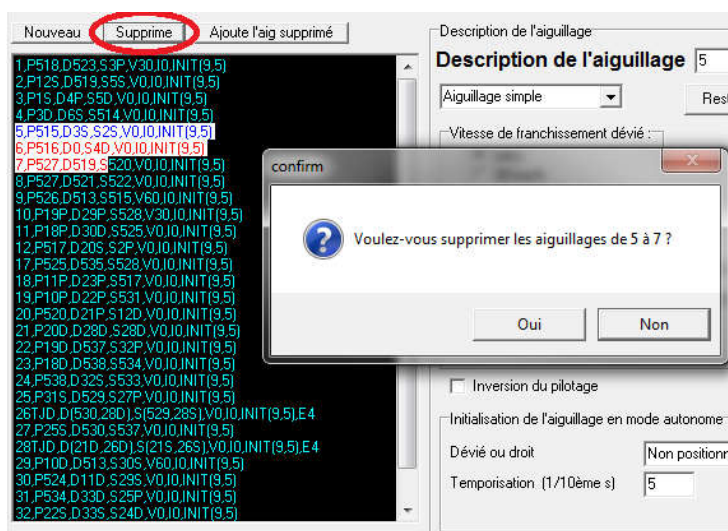 Nouveau Supprime Ajoute l'aig supprimé
1,P518,D523,S3P,V30,I0,INIT(9,5)
2,P12S,D519,S5S,V0,I0,INIT(9,5)
3,P1S,D4P,S5D,V0,I0,INIT(9,5)
4,P3D,D6S,S514,V0,I0,INIT(9,5)
5,P515,D3S,S2S,V0,I0,INIT(9,5)
6,P516,D0,S4D,V0,I0,INIT(9,5)
7,P527,D519,S520,V0,I0,INIT(9,5)
8,P527,D521,S522,V0,I0,INIT(9,5)
9,P526,D513,S515,V60,I0,INIT(9,5)
10,P19P,D29P,S528,V30,I0,INIT(9,5)
11,P18P,D30D,S525,V0,I0,INIT(9,5)
12,P517,D20S,S2P,V0,I0,INIT(9,5)
17,P525,D535,S528,V0,I0,INIT(9,5)
18,P11P,D23P,S517,V0,I0,INIT(9,5)
19,P10P,D22P,S531,V0,I0,INIT(9,5)
20,P520,D21P,S12D,V0,I0,INIT(9,5)
21,P20D,D28D,S28D,V0,I0,INIT(9,5)
22,P19D,D537,S32P,V0,I0,INIT(9,5)
23,P18D,D538,S534,V0,I0,INIT(9,5)
24,P538,D32S,S533,V0,I0,INIT(9,5)
25,P31S,D529,S27P,V0,I0,INIT(9,5)
26TJD,D(530,28D),S(529,28S),V0,I0,INIT(9,5),E4
27,P25S,D530,S537,V0,I0,INIT(9,5)
28TJD,D(21D,26D),S(21S,26S),V0,I0,INIT(9,5),E4
29,P10D,D513,S30S,V60,I0,INIT(9,5)
30,P524,D11D,S29S,V0,I0,INIT(9,5)
31,P534,D33D,S25P,V0,I0,INIT(9,5)
32,P22S,D33S,S24D,V0,I0,INIT(9,5)
Description de l'aiguillage
Description de l'aiguillage 5
Aiguillage simple
Vitesse de franchissement dévié :
confirm
Voulez-vous supprimer les aiguillages de 5 à 7 ?
Oui Non
Inversion du pilotage
Initialisation de l'aiguillage en mode autonome
Dévié ou droit Non positionn
Temporisation (1/10ème s) 5